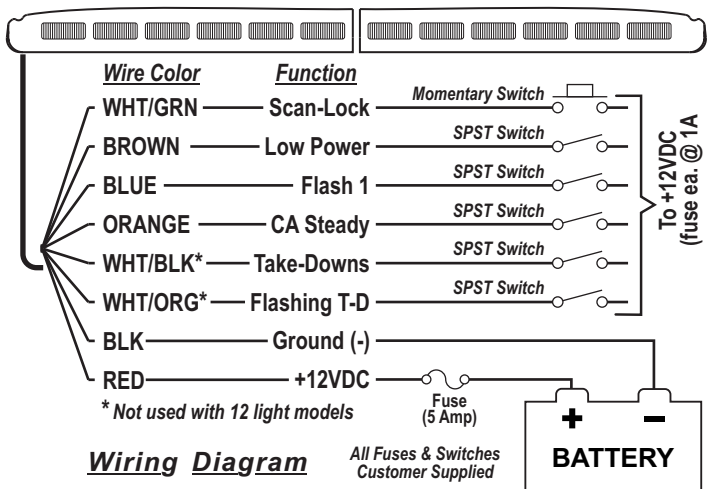 Wire Color Function
WHT/GRN Scan-Lock Momentary Switch
BROWN Low Power SPST Switch
BLUE Flash 1 SPST Switch
ORANGE CA Steady SPST Switch
WHT/BLK* Take-Downs SPST Switch
WHT/ORG* Flashing T-D SPST Switch
To +12VDC
(fuse ea. @ 1A
BLK Ground (-)
RED +12VDC
Fuse
(5 Amp)
* Not used with 12 light models
+ –
BATTERY
Wiring Diagram
All Fuses & Switches
Customer Supplied